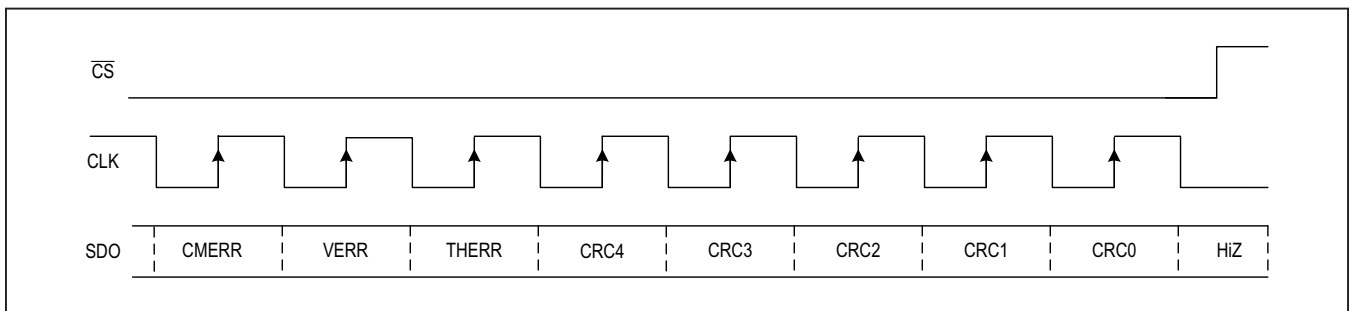 CS
CLK
SDO CMERR VERR THERR CRC4 CRC3 CRC2 CRC1 CRC0 HiZ